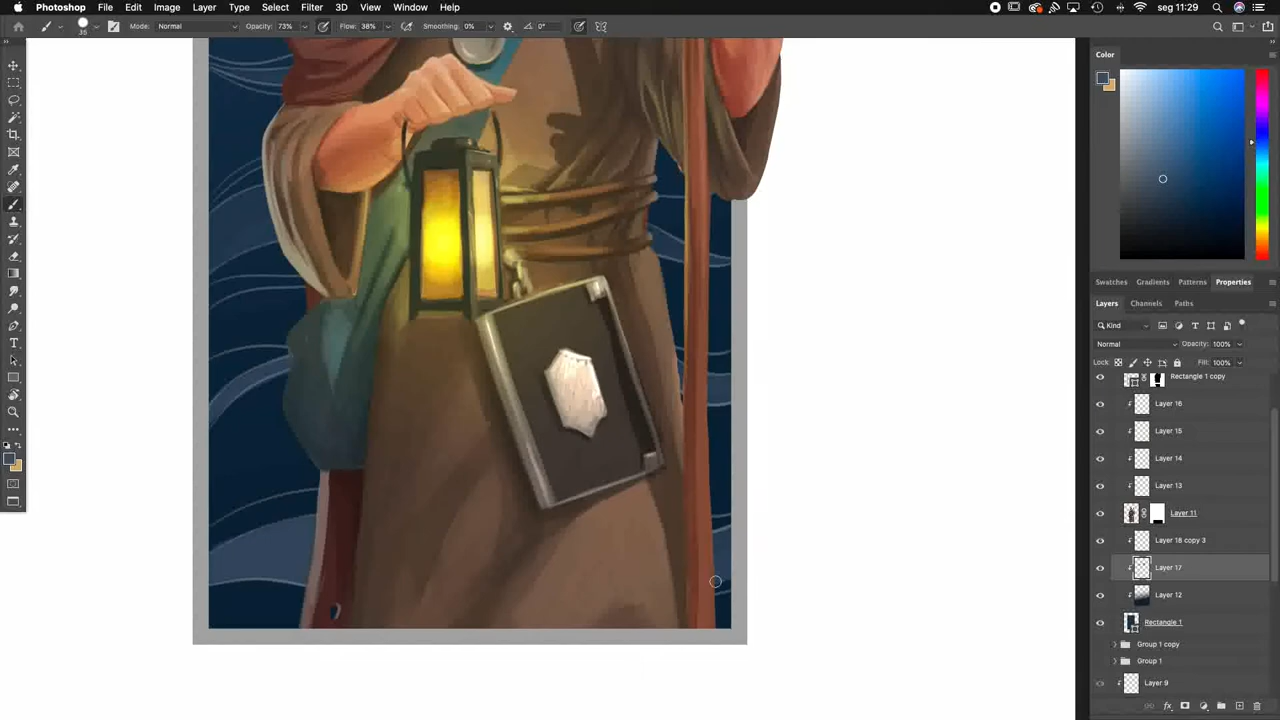 Photoshop File Edit Image Layer Type Select Filter 3D View Window Help seg 11:29
35 Mode: Normal Opacity: 73% Flow: 38% Smoothing: 0% 0°
Color
Swatches Gradients Patterns Properties
Layers Channels Paths
Kind
Normal Opacity: 100%
Lock: Fill: 100%
Rectangle 1 copy
Layer 16
Layer 15
Layer 14
Layer 13
Layer 11
Layer 18 copy 3
Layer 17
Layer 12
Rectangle 1
Group 1 copy
Group 1
Layer 9
fx